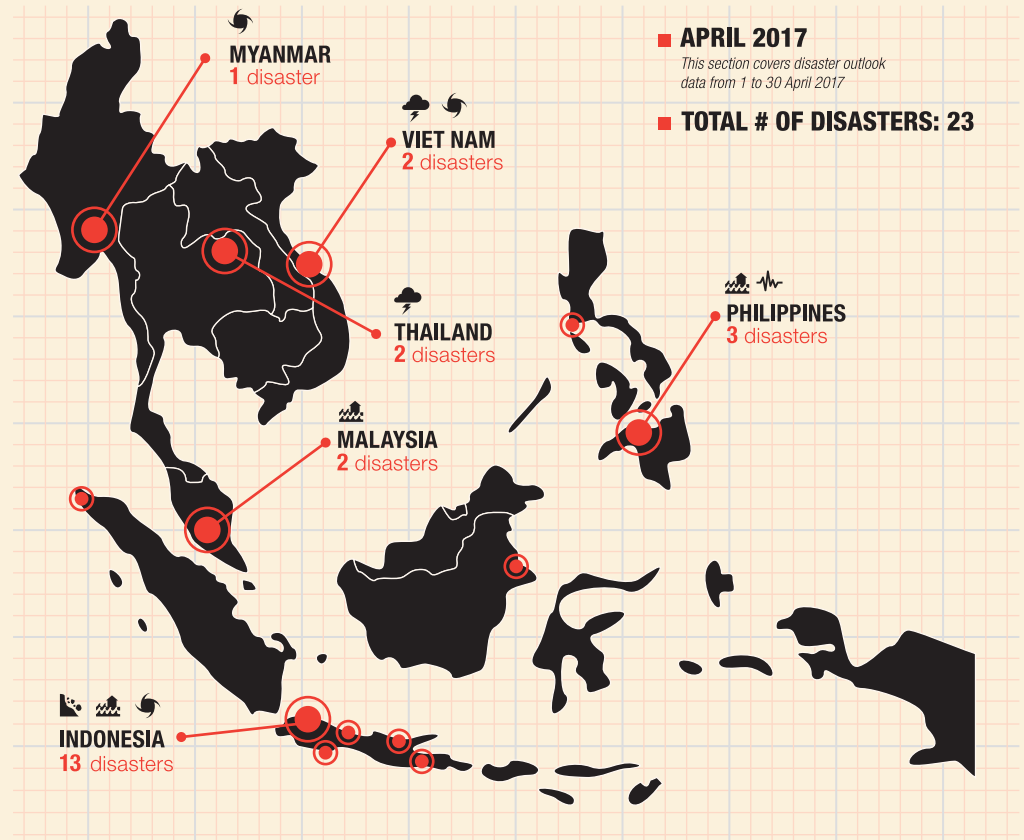 APRIL 2017
This section covers disaster outlook
data from 1 to 30 April 2017
TOTAL # OF DISASTERS: 23
MYANMAR
1 disaster
VIET NAM
2 disasters
THAILAND
2 disasters
PHILIPPINES
3 disasters
MALAYSIA
2 disasters
INDONESIA
13 disasters